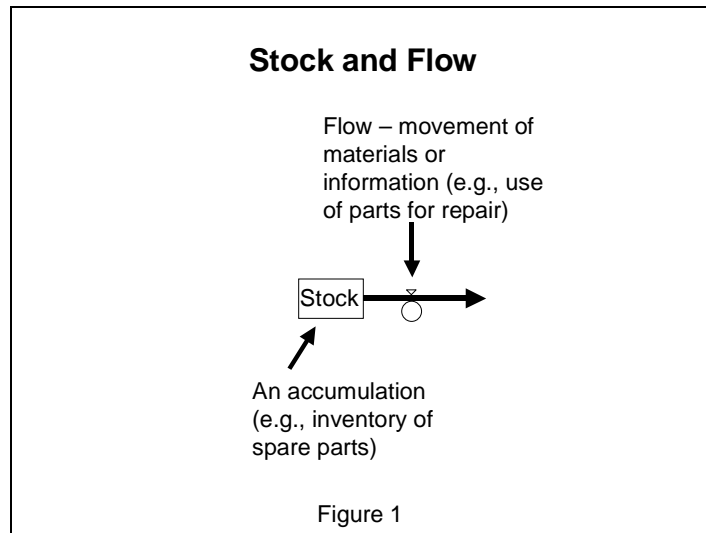 Stock and Flow
Flow – movement of
materials or
information (e.g., use
of parts for repair)
Stock
An accumulation
(e.g., inventory of
spare parts)
Figure 1